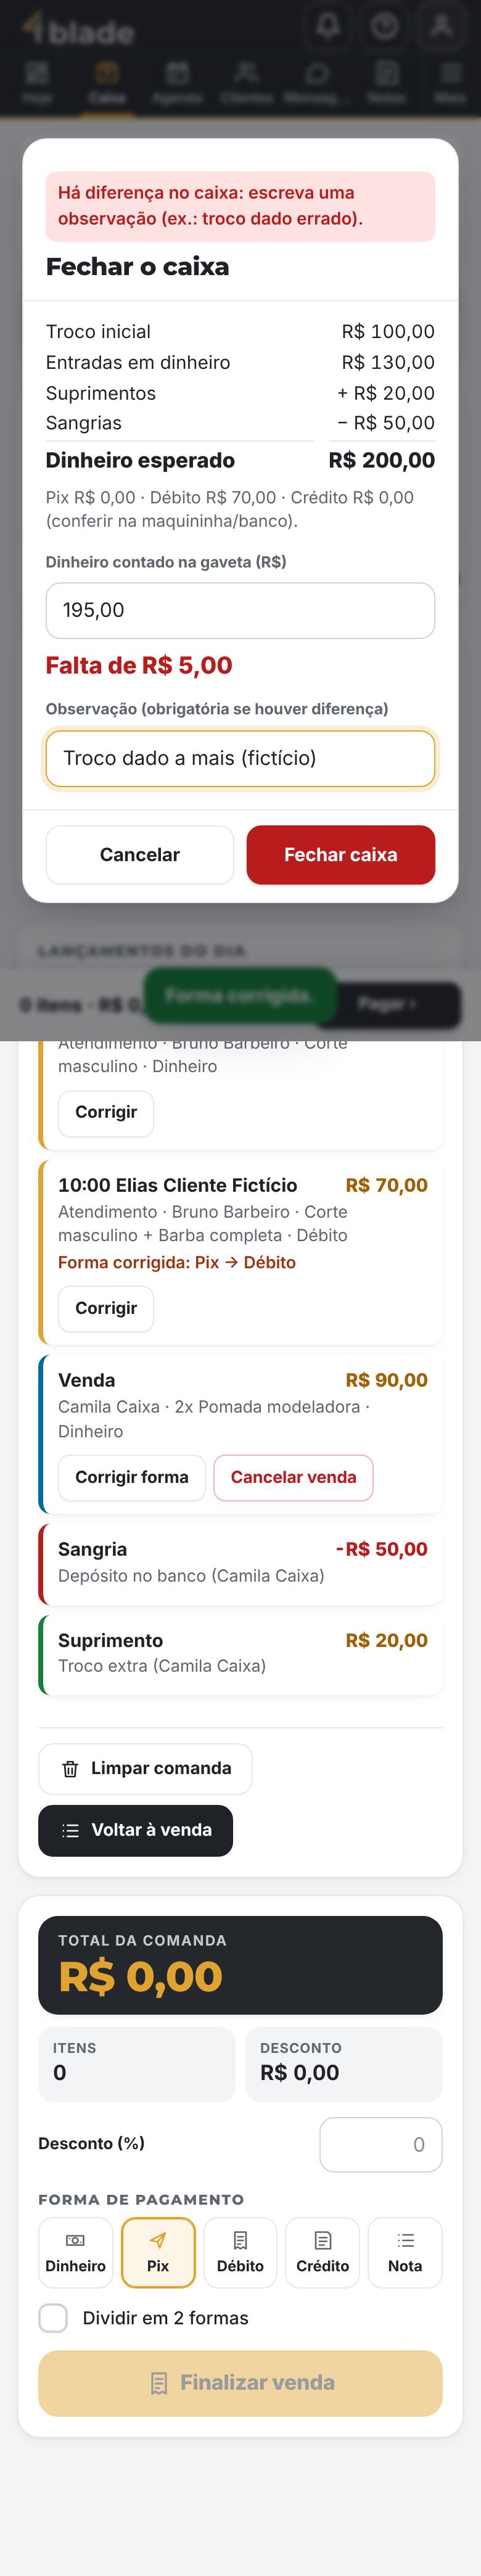 4blade
Hoje
Caixa
Agenda
Clientes
Mensag...
Notas
Mais
Há diferença no caixa: escreva uma
observação (ex.: troco dado errado).
Fechar o caixa
Troco inicial R$ 100,00
Entradas em dinheiro R$ 130,00
Suprimentos + R$ 20,00
Sangrias − R$ 50,00
Dinheiro esperado R$ 200,00
Pix R$ 0,00 · Débito R$ 70,00 · Crédito R$ 0,00
(conferir na maquininha/banco).
Dinheiro contado na gaveta (R$)
195,00
Falta de R$ 5,00
Observação (obrigatória se houver diferença)
Troco dado a mais (fictício)
Cancelar
Fechar caixa
LANÇAMENTOS DO DIA
0 itens · R$ 0,
Forma corrigida.
Pagar ›
Atendimento · Bruno Barbeiro · Corte
masculino · Dinheiro
Corrigir
10:00 Elias Cliente Fictício R$ 70,00
Atendimento · Bruno Barbeiro · Corte
masculino + Barba completa · Débito
Forma corrigida: Pix → Débito
Corrigir
Venda R$ 90,00
Camila Caixa · 2x Pomada modeladora ·
Dinheiro
Corrigir forma
Cancelar venda
Sangria -R$ 50,00
Depósito no banco (Camila Caixa)
Suprimento R$ 20,00
Troco extra (Camila Caixa)
Limpar comanda
Voltar à venda
TOTAL DA COMANDA
R$ 0,00
ITENS
0
DESCONTO
R$ 0,00
Desconto (%) 0
FORMA DE PAGAMENTO
Dinheiro
Pix
Débito
Crédito
Nota
Dividir em 2 formas
Finalizar venda